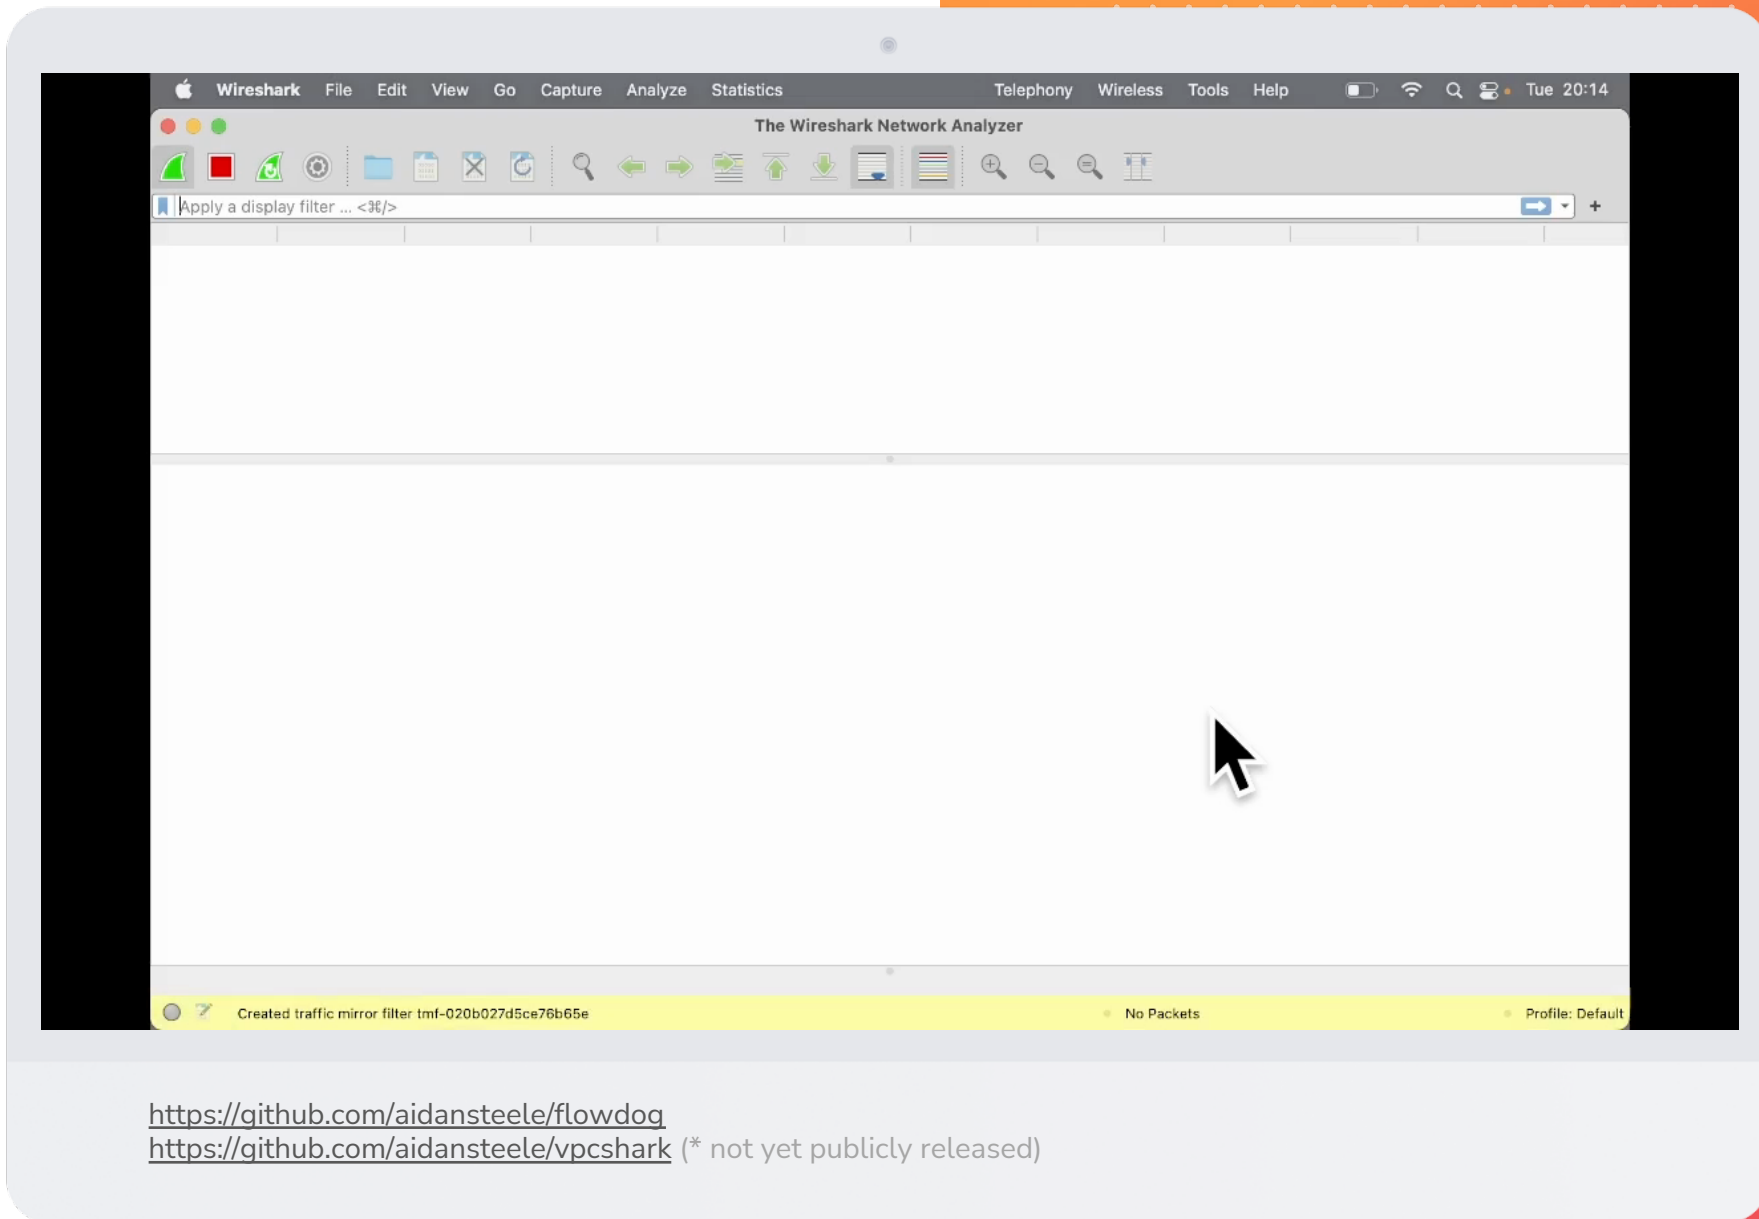 Wireshark File Edit View Go Capture Analyze Statistics Telephony Wireless Tools Help Tue 20:14
The Wireshark Network Analyzer
Apply a display filter ... <⌘/>
+
Created traffic mirror filter tmf-020b027d5ce76b65e No Packets Profile: Default
https://github.com/aidansteele/flowdog
https://github.com/aidansteele/vpcshark (* not yet publicly released)